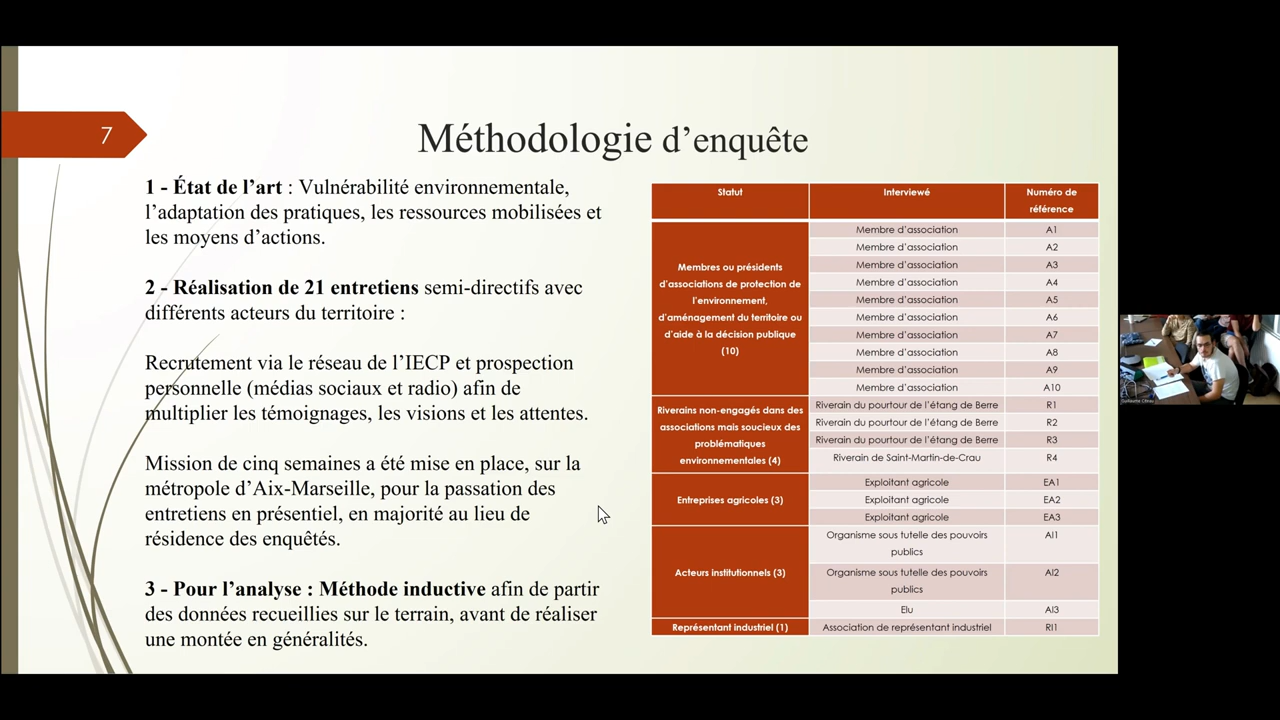 7
Méthodologie d’enquête
1 - État de l’art : Vulnérabilité environnementale,
l’adaptation des pratiques, les ressources mobilisées et
les moyens d’actions.
2 - Réalisation de 21 entretiens semi-directifs avec
différents acteurs du territoire :
Recrutement via le réseau de l’IECP et prospection
personnelle (médias sociaux et radio) afin de
multiplier les témoignages, les visions et les attentes.
Mission de cinq semaines a été mise en place, sur la
métropole d’Aix-Marseille, pour la passation des
entretiens en présentiel, en majorité au lieu de
résidence des enquêtés.
3 - Pour l’analyse : Méthode inductive afin de partir
des données recueillies sur le terrain, avant de réaliser
une montée en généralités.
Statut Interviewé Numéro de
référence
Membres ou présidents
d’associations de protection de
l’environnement,
d’aménagement du territoire ou
d’aide à la décision publique
(10)
Membre d’association A1
Membre d’association A2
Membre d’association A3
Membre d’association A4
Membre d’association A5
Membre d’association A6
Membre d’association A7
Membre d’association A8
Membre d’association A9
Membre d’association A10
Riverains non-engagés dans des
associations mais soucieux des
problématiques
environnementales (4)
Riverain du pourtour de l’étang de Berre R1
Riverain du pourtour de l’étang de Berre R2
Riverain du pourtour de l’étang de Berre R3
Riverain de Saint-Martin-de-Crau R4
Entreprises agricoles (3)
Exploitant agricole EA1
Exploitant agricole EA2
Exploitant agricole EA3
Acteurs institutionnels (3)
Organisme sous tutelle des pouvoirs
publics AI1
Organisme sous tutelle des pouvoirs
publics AI2
Elu AI3
Représentant industriel (1) Association de représentant industriel RI1